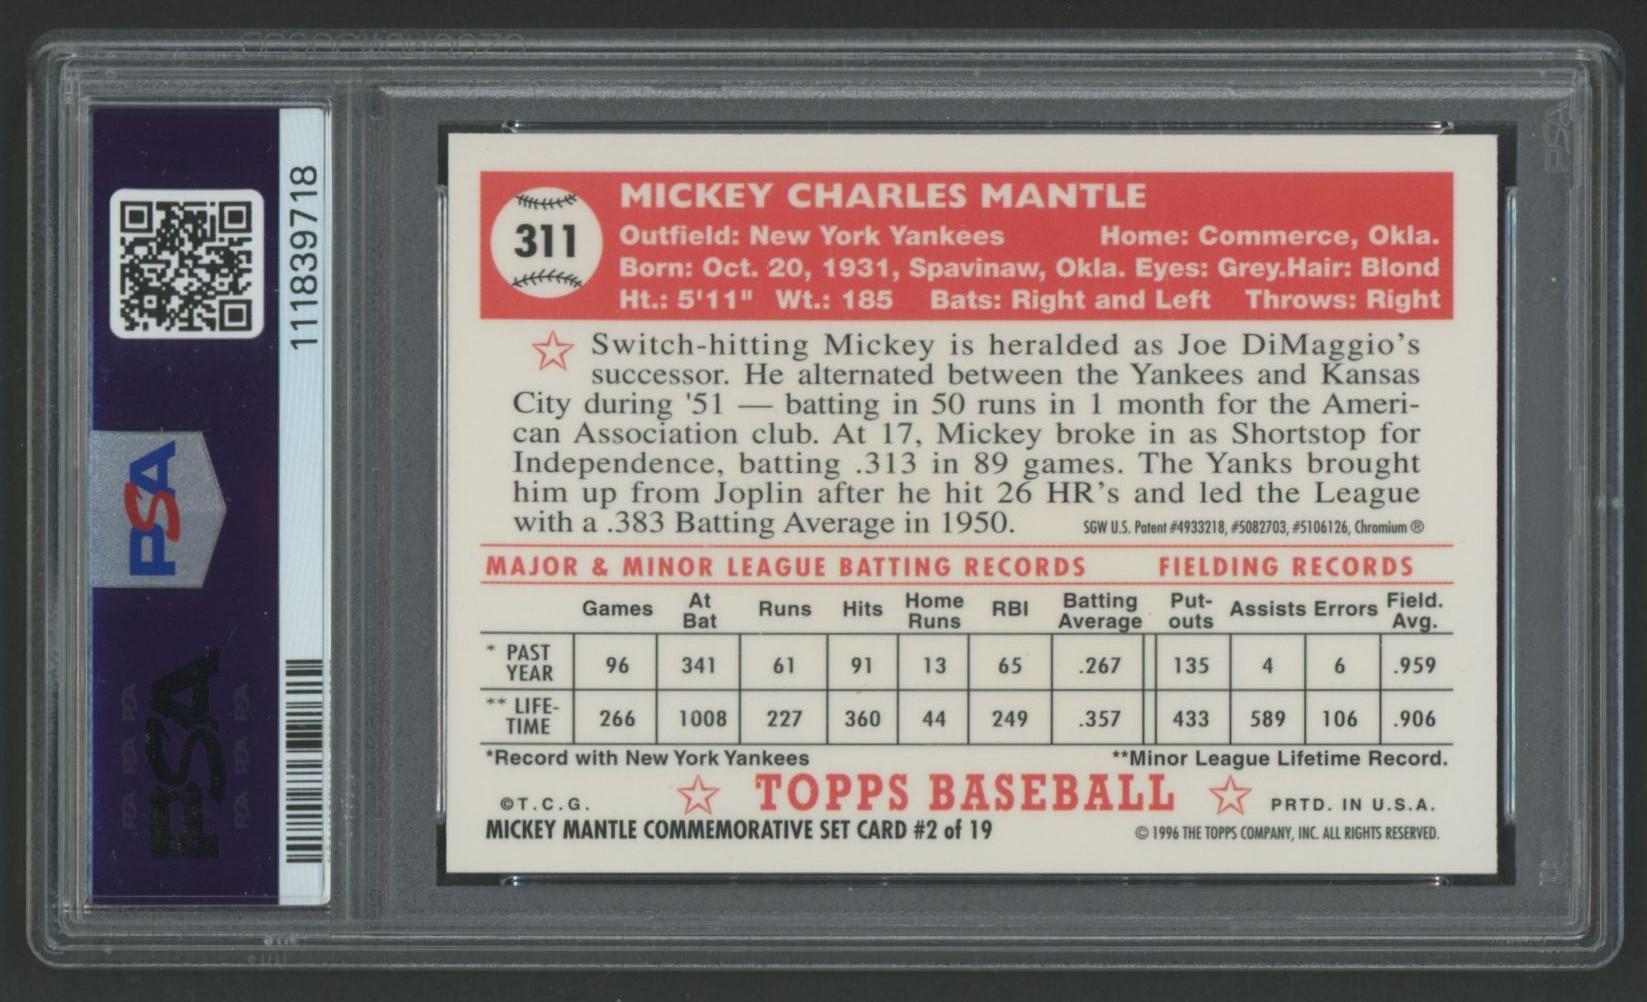 111839718
PSA
PSA
311
MICKEY CHARLES MANTLE
Outfield: New York Yankees Home: Commerce, Okla.
Born: Oct. 20, 1931, Spavinaw, Okla. Eyes: Grey.Hair: Blond
Ht.: 5'11" Wt.: 185 Bats: Right and Left Throws: Right
Switch-hitting Mickey is heralded as Joe DiMaggio's
successor. He alternated between the Yankees and Kansas
City during '51 — batting in 50 runs in 1 month for the Ameri-
can Association club. At 17, Mickey broke in as Shortstop for
Independence, batting .313 in 89 games. The Yanks brought
him up from Joplin after he hit 26 HR's and led the League
with a .383 Batting Average in 1950. SGW U.S. Patent #4933218, #5082703, #5106126, Chromium ®
MAJOR & MINOR LEAGUE BATTING RECORDS FIELDING RECORDS
Games At Bat Runs Hits Home Runs RBI Batting Average Put-outs Assists Errors Field. Avg.
* PAST YEAR 96 341 61 91 13 65 .267 135 4 6 .959
** LIFE-TIME 266 1008 227 360 44 249 .357 433 589 106 .906
*Record with New York Yankees **Minor League Lifetime Record.
©T.C.G. TOPPS BASEBALL PRTD. IN U.S.A.
MICKEY MANTLE COMMEMORATIVE SET CARD #2 of 19 © 1996 THE TOPPS COMPANY, INC. ALL RIGHTS RESERVED.
PSA